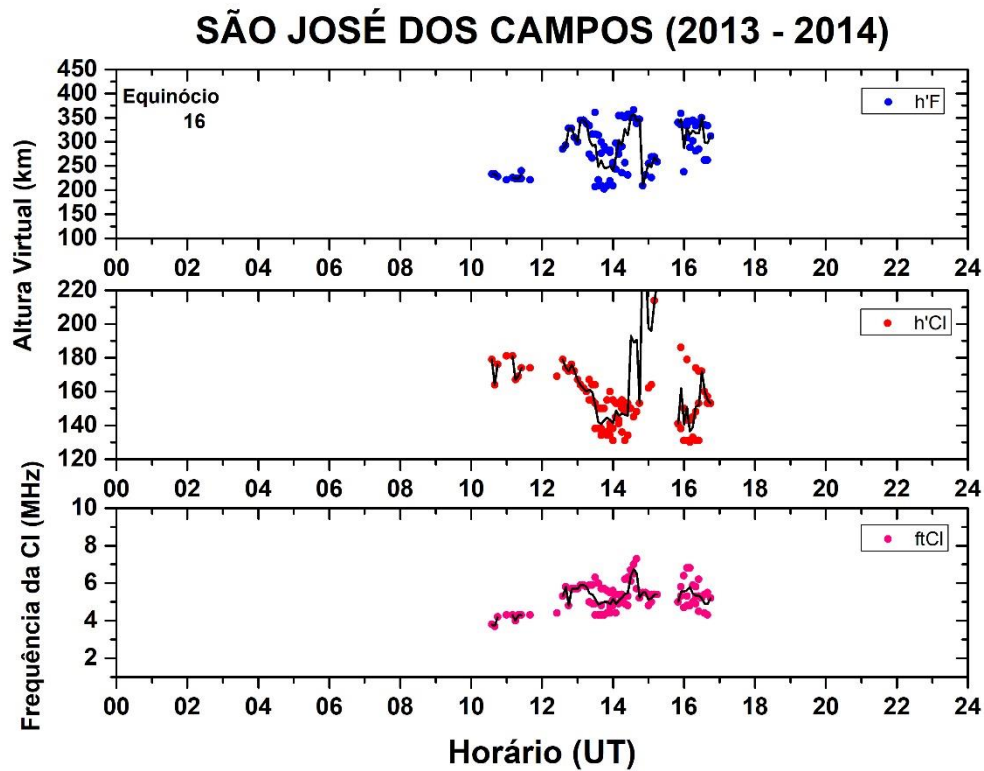 SÃO JOSÉ DOS CAMPOS (2013 - 2014)
Altura Virtual (km)
450
400
350
300
250
200
150
100
Equinócio
16
h'F
00 02 04 06 08 10 12 14 16 18 20 22 24
220
200
180
160
140
120
h'CI
00 02 04 06 08 10 12 14 16 18 20 22 24
Frequência da CI (MHz)
10
8
6
4
2
ftCI
00 02 04 06 08 10 12 14 16 18 20 22 24
Horário (UT)